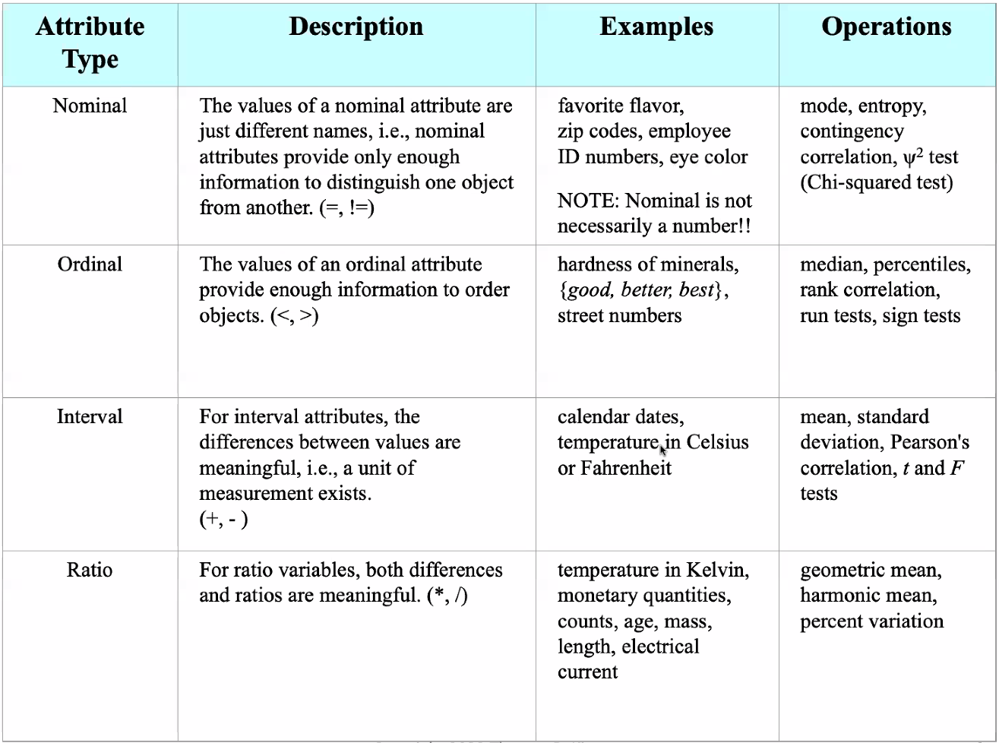 Attribute
Type
Description
Examples
Operations
Nominal
The values of a nominal attribute are
just different names, i.e., nominal
attributes provide only enough
information to distinguish one object
from another. (=, !=)
favorite flavor,
zip codes, employee
ID numbers, eye color
NOTE: Nominal is not
necessarily a number!!
mode, entropy,
contingency
correlation, ψ² test
(Chi-squared test)
Ordinal
The values of an ordinal attribute
provide enough information to order
objects. (<, >)
hardness of minerals,
{good, better, best},
street numbers
median, percentiles,
rank correlation,
run tests, sign tests
Interval
For interval attributes, the
differences between values are
meaningful, i.e., a unit of
measurement exists.
(+, - )
calendar dates,
temperature in Celsius
or Fahrenheit
mean, standard
deviation, Pearson's
correlation, t and F
tests
Ratio
For ratio variables, both differences
and ratios are meaningful. (*, /)
temperature in Kelvin,
monetary quantities,
counts, age, mass,
length, electrical
current
geometric mean,
harmonic mean,
percent variation